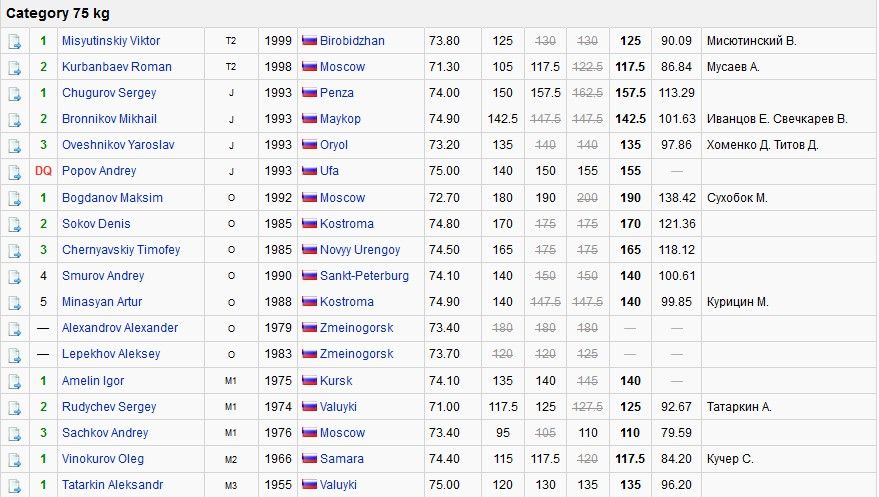 Category 75 kg
1 Misyutinskiy Viktor T2 1999 Birobidzhan 73.80 125 130 130 125 90.09 Мисютинский В.
2 Kurbanbaev Roman T2 1998 Moscow 71.30 105 117.5 122.5 117.5 86.84 Мусаев А.
1 Chugurov Sergey J 1993 Penza 74.00 150 157.5 162.5 157.5 113.29
2 Bronnikov Mikhail J 1993 Maykop 74.90 142.5 147.5 147.5 142.5 101.63 Иванцов Е. Свечкарев В.
3 Oveshnikov Yaroslav J 1993 Oryol 73.20 135 140 140 135 97.86 Хоменко Д. Титов Д.
DQ Popov Andrey J 1993 Ufa 75.00 140 150 155 155 —
1 Bogdanov Maksim O 1992 Moscow 72.70 180 190 200 190 138.42 Сухобок М.
2 Sokov Denis O 1985 Kostroma 74.80 170 175 175 170 121.36
3 Chernyavskiy Timofey O 1985 Novyy Urengoy 74.50 165 175 175 165 118.12
4 Smurov Andrey O 1990 Sankt-Peterburg 74.10 140 150 150 140 100.61
5 Minasyan Artur O 1988 Kostroma 74.90 140 147.5 147.5 140 99.85 Курицин М.
— Alexandrov Alexander O 1979 Zmeinogorsk 73.40 180 180 180 — —
— Lepekhov Aleksey O 1983 Zmeinogorsk 73.70 120 120 125 — —
1 Amelin Igor M1 1975 Kursk 74.10 135 140 145 140 —
2 Rudychev Sergey M1 1974 Valuyki 71.00 117.5 125 127.5 125 92.67 Татаркин А.
3 Sachkov Andrey M1 1976 Moscow 73.40 95 105 110 110 79.59
1 Vinokurov Oleg M2 1966 Samara 74.40 115 117.5 120 117.5 84.20 Кучер С.
1 Tatarkin Aleksandr M3 1955 Valuyki 75.00 120 130 135 135 96.20